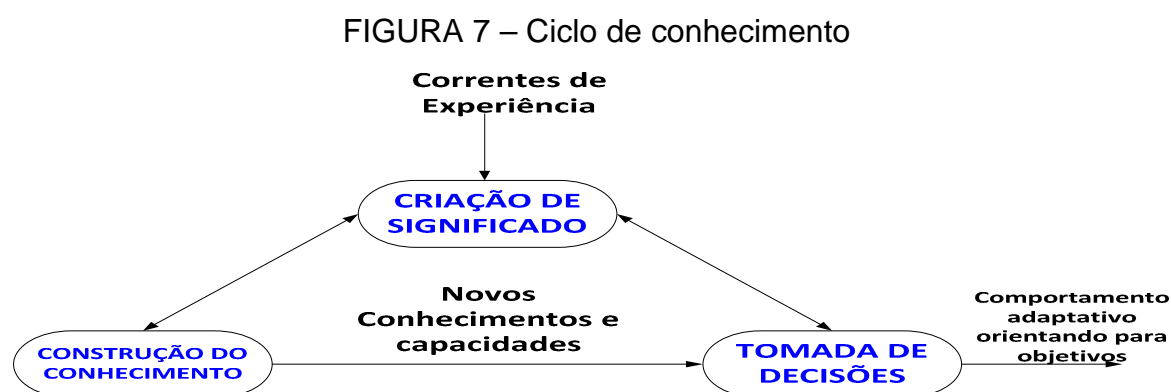 FIGURA 7 – Ciclo de conhecimento
Correntes de
Experiência
CRIAÇÃO DE
SIGNIFICADO
Novos
Conhecimentos e
capacidades
CONSTRUÇÃO DO
CONHECIMENTO
TOMADA DE
DECISÕES
Comportamento
adaptativo
orientando para
objetivos